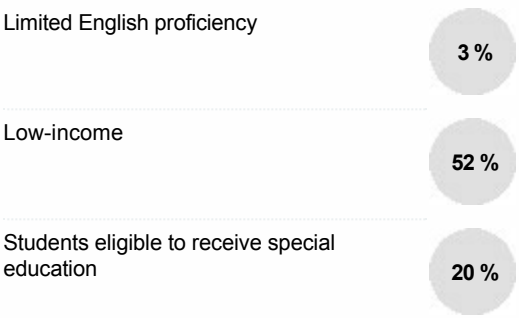 Limited English proficiency
3 %
Low-income
52 %
Students eligible to receive special
education
20 %